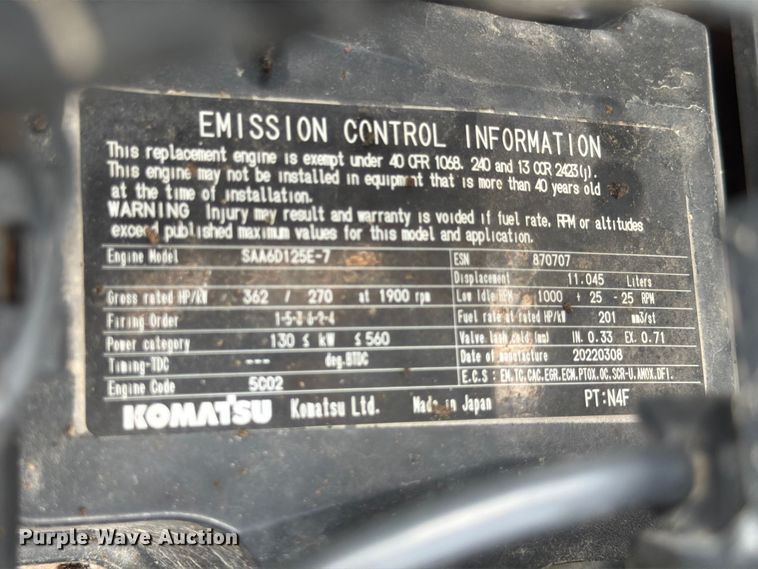 EMISSION CONTROL INFORMATION
This replacement engine is exempt under 40 CFR 1068. 240 and 13 CCR 2423(j).
This engine may not be installed in equipment that is more than 40 years old
at the time of installation.
WARNING Injury may result and warranty is voided if fuel rate, RPM or altitudes
exceed published maximum values for this model and application.
Engine Model SAA6D125E-7 ESN 870707
Displacement 11.045 Liters
Gross rated HP/kW 362 / 270 at 1900 rpm Low Idle RPM 1000 + 25 - 25 RPM
Firing Order 1-5-3-6-2-4 Fuel rate at rated HP/kW 201 mm3/st
Power category 130 ≤ kW ≤ 560 Valve lash cold (mm) IN. 0.33 EX. 0.71
Timing-TDC --- deg.BTDC Date of manufacture 20220308
Engine Code 5C02 E.C.S : EM.TC.CAC.EGR.ECM.PTOX.OC.SCR-U.AMOX.DFI.
KOMATSU Komatsu Ltd. Made in Japan PT:N4F
Purple Wave Auction